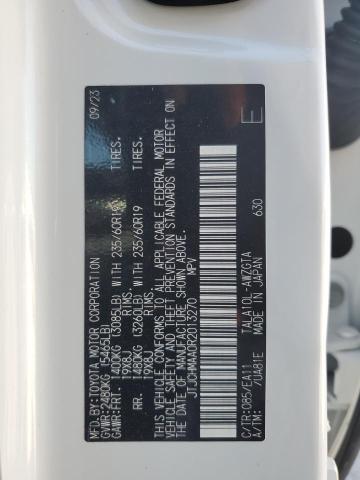 MFD.BY:TOYOTA MOTOR CORPORATION 09/23
GVWR:2480KG (5465LB)
GAWR:FRT. 1400KG (3085LB) WITH 235/60R19 TIRES.
19X8J RIMS.
RR. 1480KG (3260LB) WITH 235/60R19 TIRES.
19X8J RIMS.
THIS VEHICLE CONFORMS TO ALL APPLICABLE FEDERAL MOTOR
VEHICLE SAFETY AND THEFT PREVENTION STANDARDS IN EFFECT ON
THE DATE OF MANUFACTURE SHOWN ABOVE.
JTJCHMAA0R2013270 MPV
C/TR:085/EA11 TALA10L-AWZGTA 630 E
A/TM: /UA81E MADE IN JAPAN